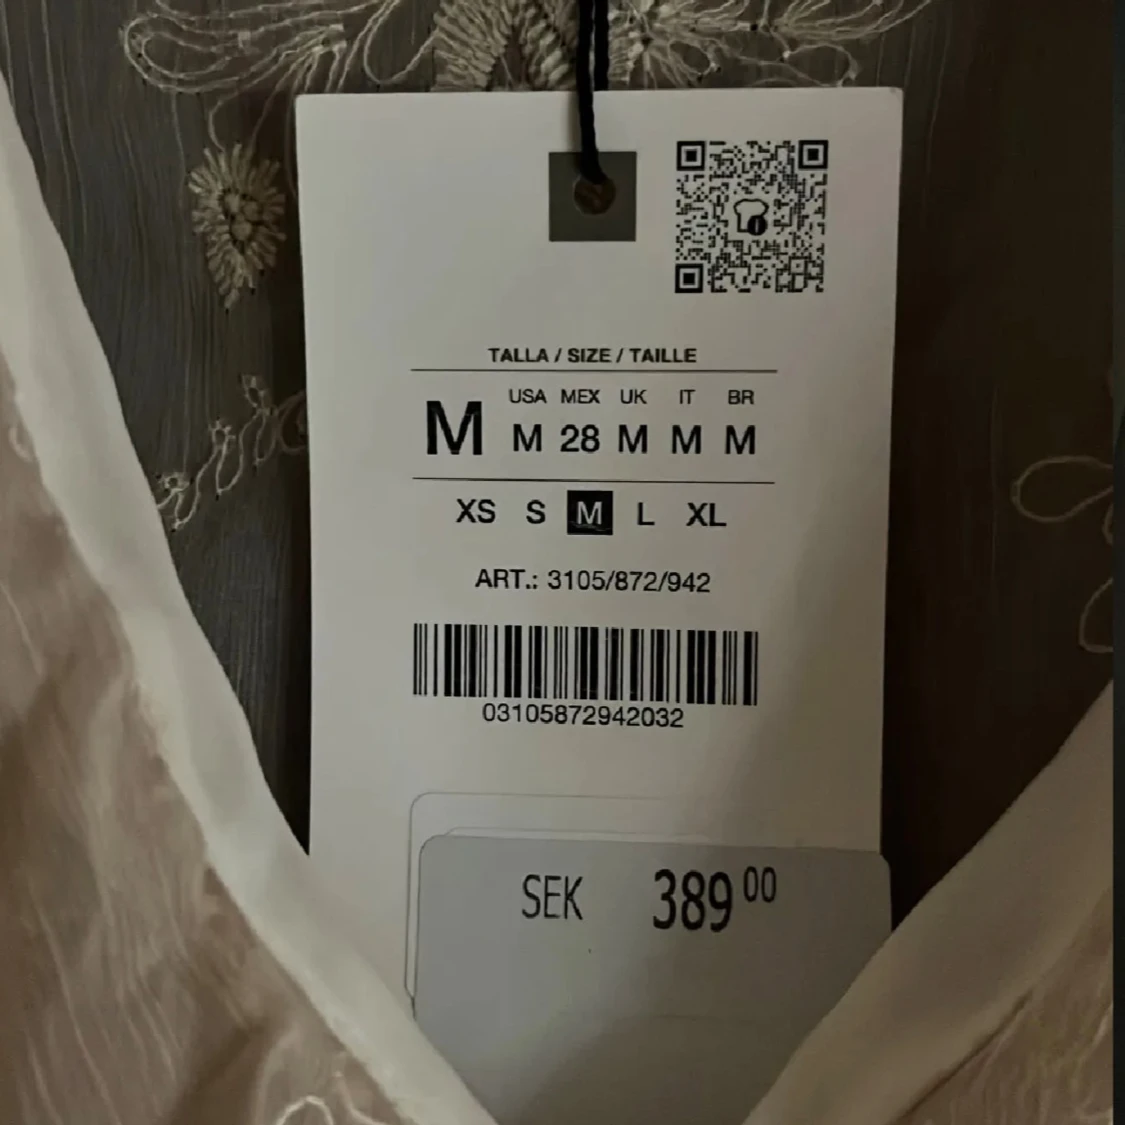 TALLA / SIZE / TAILLE
USA MEX UK IT BR
M M 28 M M M
XS S M L XL
ART.: 3105/872/942
03105872942032
SEK 389 00